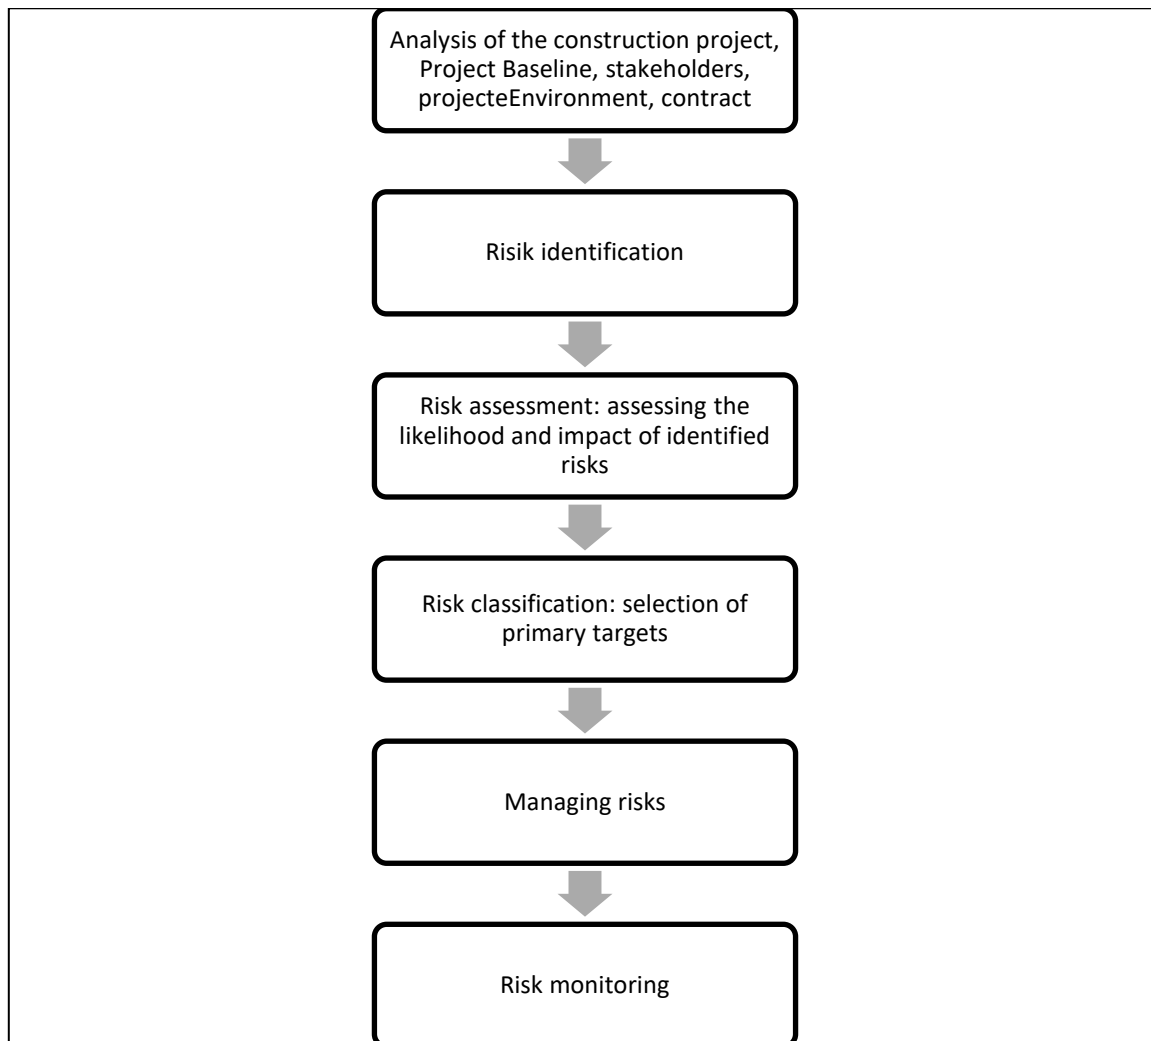 Analysis of the construction project,
Project Baseline, stakeholders,
projecteEnvironment, contract
Risik identification
Risk assessment: assessing the
likelihood and impact of identified
risks
Risk classification: selection of
primary targets
Managing risks
Risk monitoring